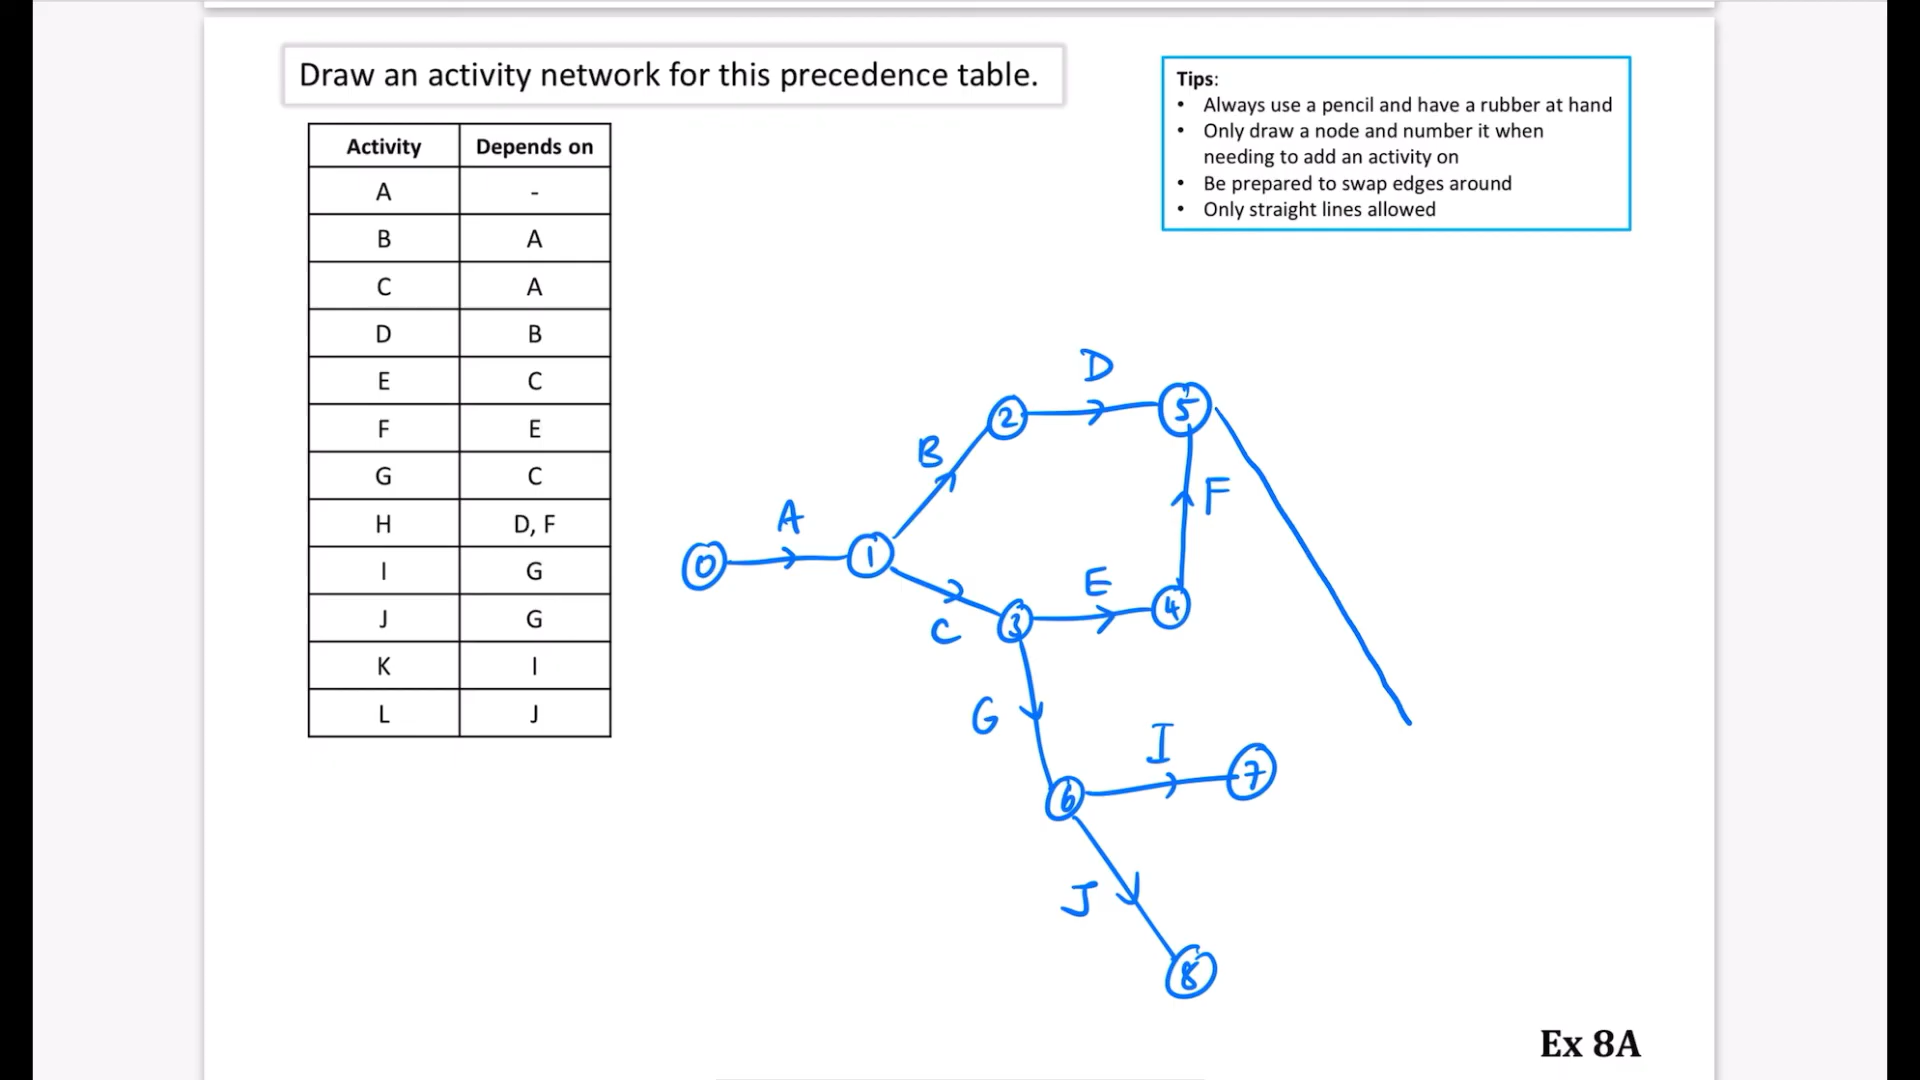 Draw an activity network for this precedence table.
Tips:
• Always use a pencil and have a rubber at hand
• Only draw a node and number it when
needing to add an activity on
• Be prepared to swap edges around
• Only straight lines allowed
Activity Depends on
A -
B A
C A
D B
E C
F E
G C
H D, F
I G
J G
K I
L J
D
2
5
B
F
A
0
1
E
C
3
4
G
I
6
7
J
8
Ex 8A